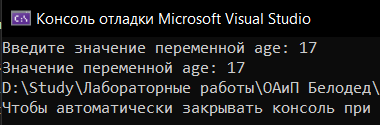 Консоль отладки Microsoft Visual Studio
Введите значение переменной age: 17
Значение переменной age: 17
D:\Study\Лабораторные работы\ОАиП Белодед\
Чтобы автоматически закрывать консоль при